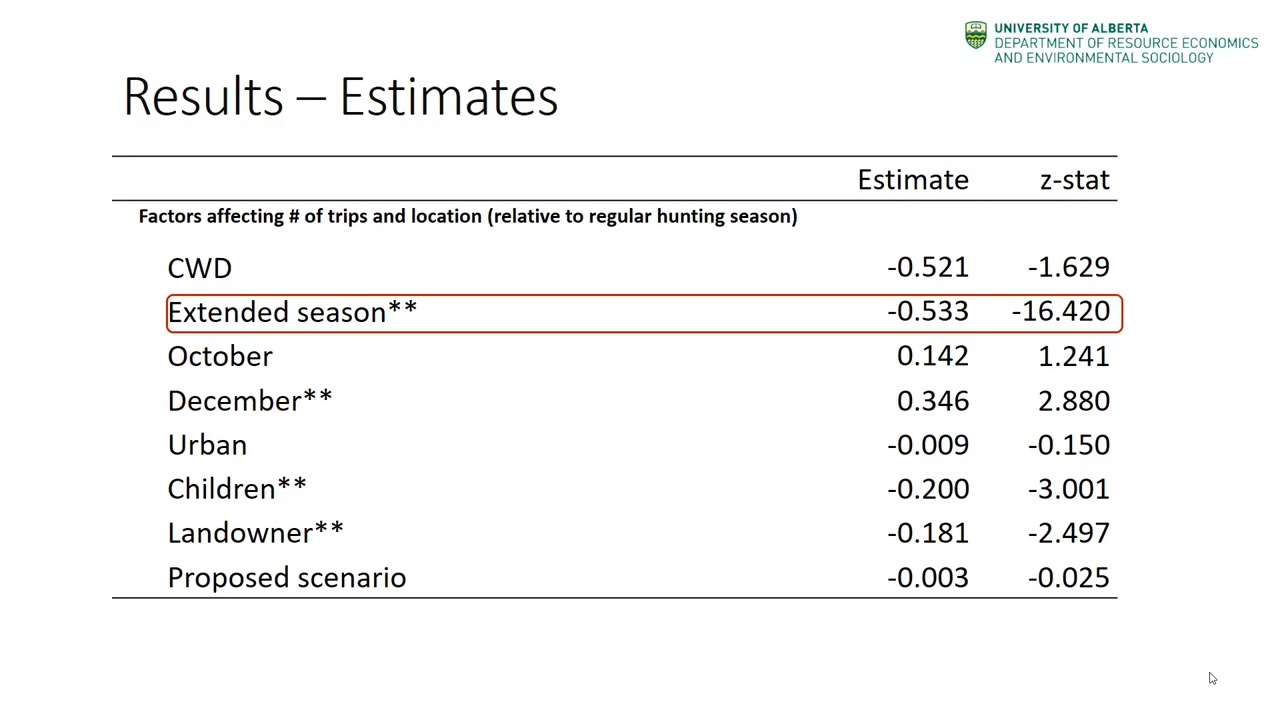 UNIVERSITY OF ALBERTA
DEPARTMENT OF RESOURCE ECONOMICS
AND ENVIRONMENTAL SOCIOLOGY
Results – Estimates
Estimate z-stat
Factors affecting # of trips and location (relative to regular hunting season)
CWD -0.521 -1.629
Extended season** -0.533 -16.420
October 0.142 1.241
December** 0.346 2.880
Urban -0.009 -0.150
Children** -0.200 -3.001
Landowner** -0.181 -2.497
Proposed scenario -0.003 -0.025